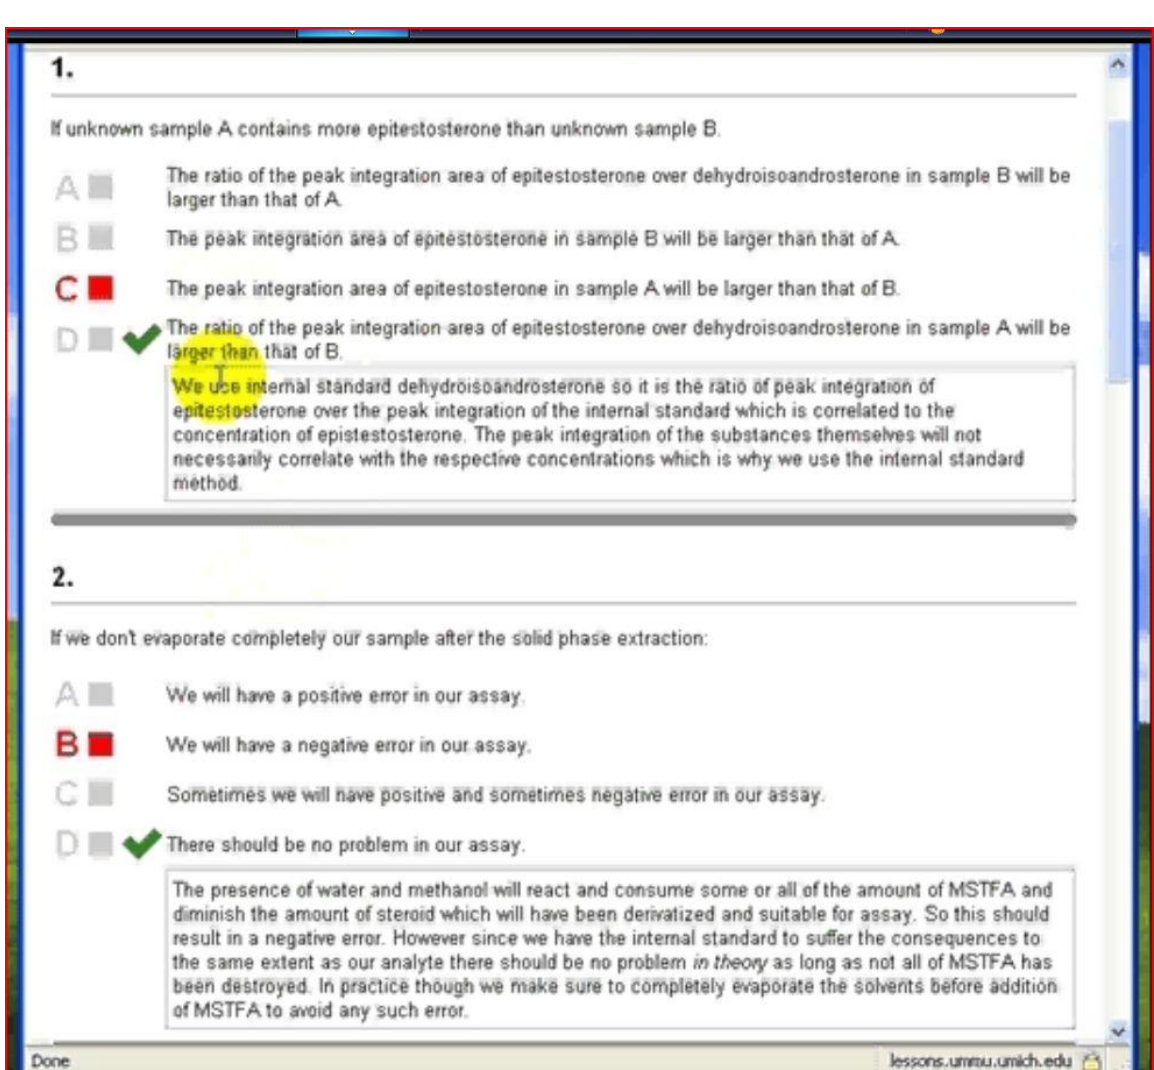 1.
If unknown sample A contains more epitestosterone than unknown sample B.
A
The ratio of the peak integration area of epitestosterone over dehydroisoandrosterone in sample B will be
larger than that of A.
B
The peak integration area of epitestosterone in sample B will be larger than that of A.
C
The peak integration area of epitestosterone in sample A will be larger than that of B.
D
The ratio of the peak integration area of epitestosterone over dehydroisoandrosterone in sample A will be
larger than that of B.
We use internal standard dehydroisoandrosterone so it is the ratio of peak integration of
epitestosterone over the peak integration of the internal standard which is correlated to the
concentration of epistestosterone. The peak integration of the substances themselves will not
necessarily correlate with the respective concentrations which is why we use the internal standard
method.
2.
If we don't evaporate completely our sample after the solid phase extraction:
A
We will have a positive error in our assay.
B
We will have a negative error in our assay.
C
Sometimes we will have positive and sometimes negative error in our assay.
D
There should be no problem in our assay.
The presence of water and methanol will react and consume some or all of the amount of MSTFA and
diminish the amount of steroid which will have been derivatized and suitable for assay. So this should
result in a negative error. However since we have the internal standard to suffer the consequences to
the same extent as our analyte there should be no problem in theory as long as not all of MSTFA has
been destroyed. In practice though we make sure to completely evaporate the solvents before addition
of MSTFA to avoid any such error.
Done
lessons.ummu.umich.edu